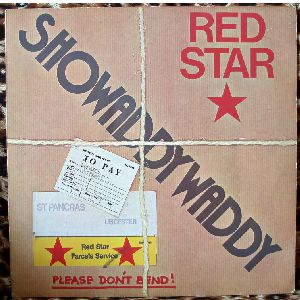 RED
STAR
SHOWADDYWADDY
TO PAY
ST PANCRAS
LEICESTER
Red Star
Parcels Service
PLEASE DON'T BEND!